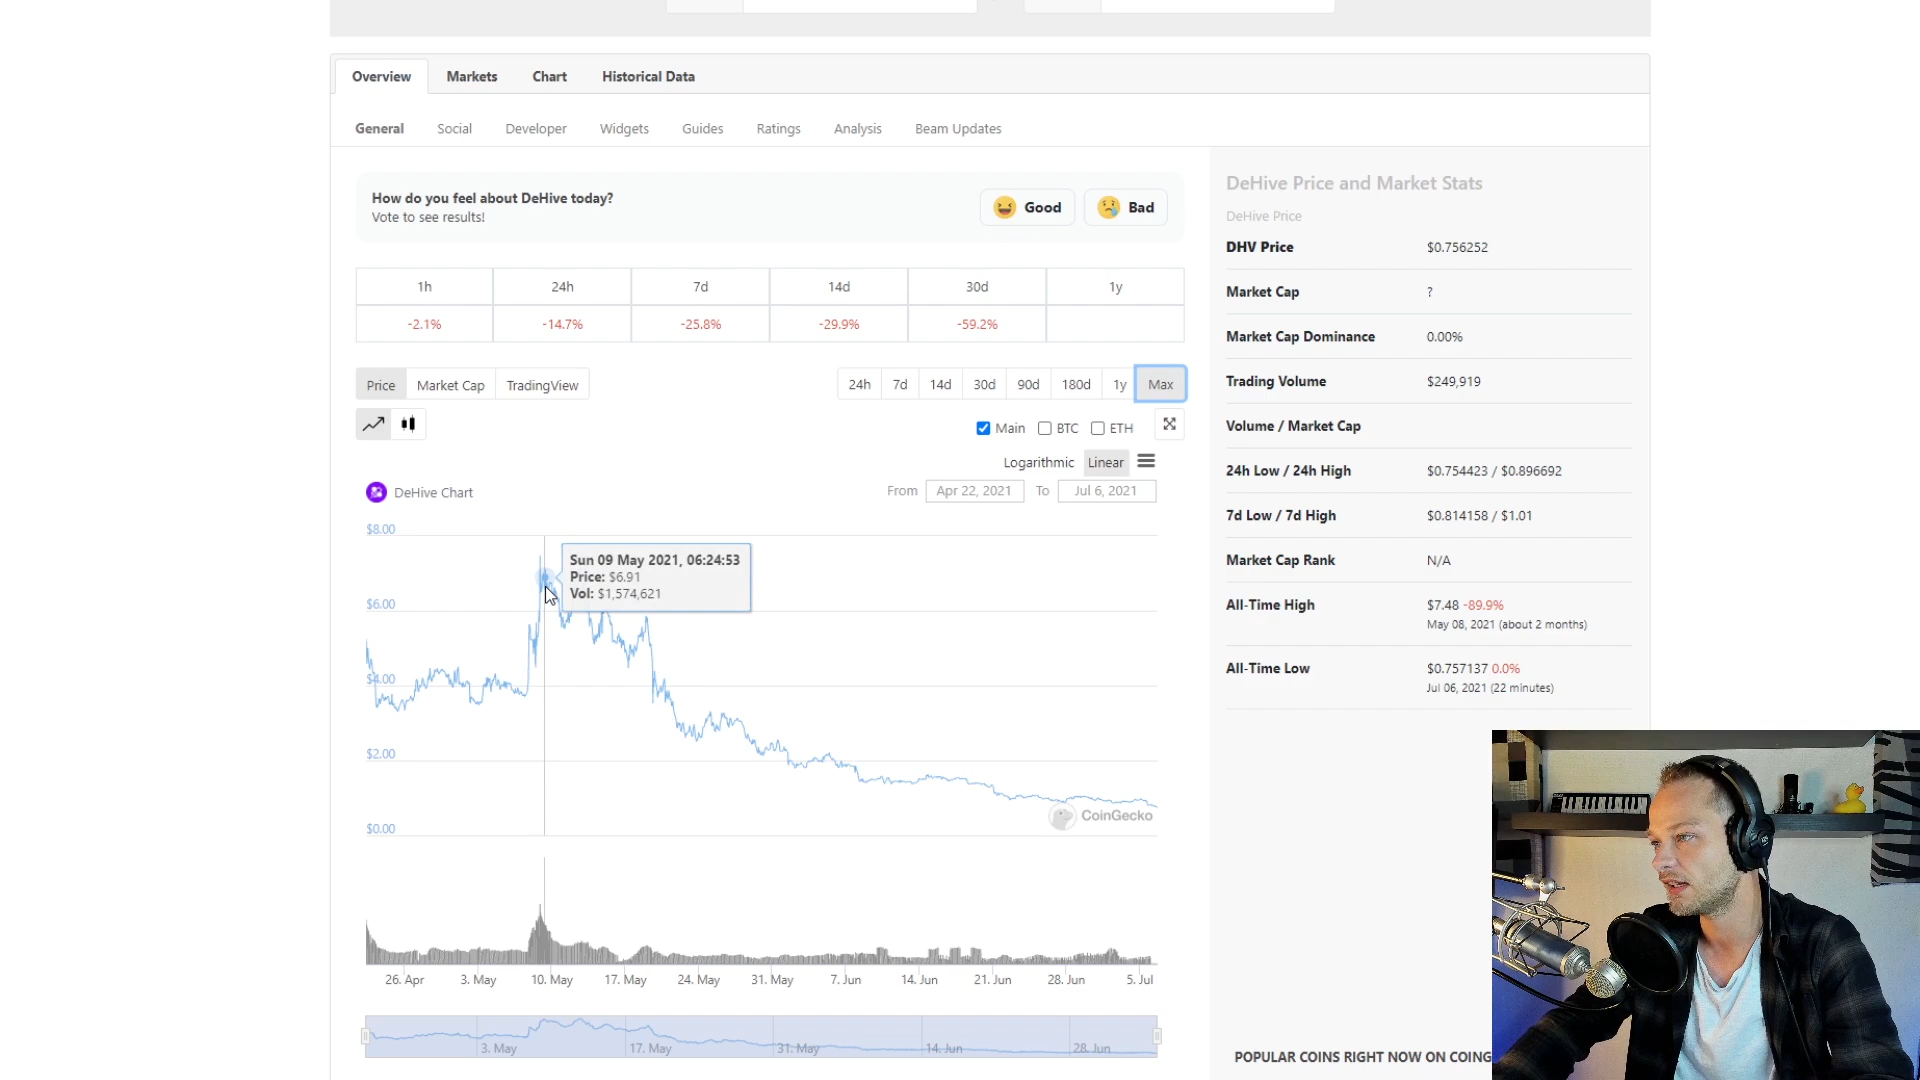 Overview Markets Chart Historical Data
General Social Developer Widgets Guides Ratings Analysis Beam Updates
How do you feel about DeHive today?
Vote to see results!
Good Bad
1h 24h 7d 14d 30d 1y
-2.1% -14.7% -25.8% -29.9% -59.2%
Price Market Cap TradingView
24h 7d 14d 30d 90d 180d 1y Max
Main BTC ETH
Logarithmic Linear
DeHive Chart
From Apr 22, 2021 To Jul 6, 2021
$8.00
Sun 09 May 2021, 06:24:53
Price: $6.91
Vol: $1,574,621
$6.00
$4.00
$2.00
$0.00
CoinGecko
26. Apr 3. May 10. May 17. May 24. May 31. May 7. Jun 14. Jun 21. Jun 28. Jun 5. Jul
3. May 17. May 31. May 14. Jun 28. Jun
DeHive Price and Market Stats
DeHive Price
DHV Price $0.756252
Market Cap ?
Market Cap Dominance 0.00%
Trading Volume $249,919
Volume / Market Cap
24h Low / 24h High $0.754423 / $0.896692
7d Low / 7d High $0.814158 / $1.01
Market Cap Rank N/A
All-Time High $7.48 -89.9%
May 08, 2021 (about 2 months)
All-Time Low $0.757137 0.0%
Jul 06, 2021 (22 minutes)
POPULAR COINS RIGHT NOW ON COING